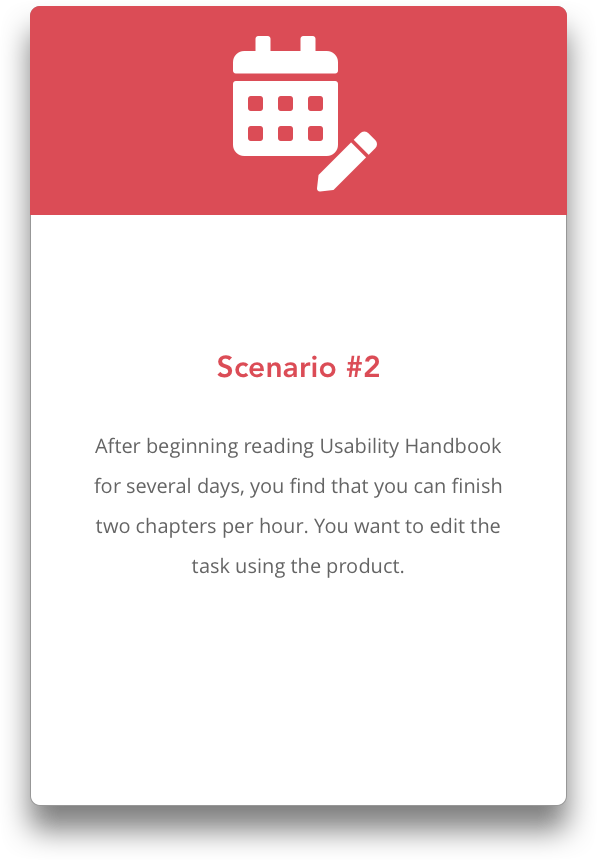 Scenario #2
After beginning reading Usability Handbook
for several days, you find that you can finish
two chapters per hour. You want to edit the
task using the product.